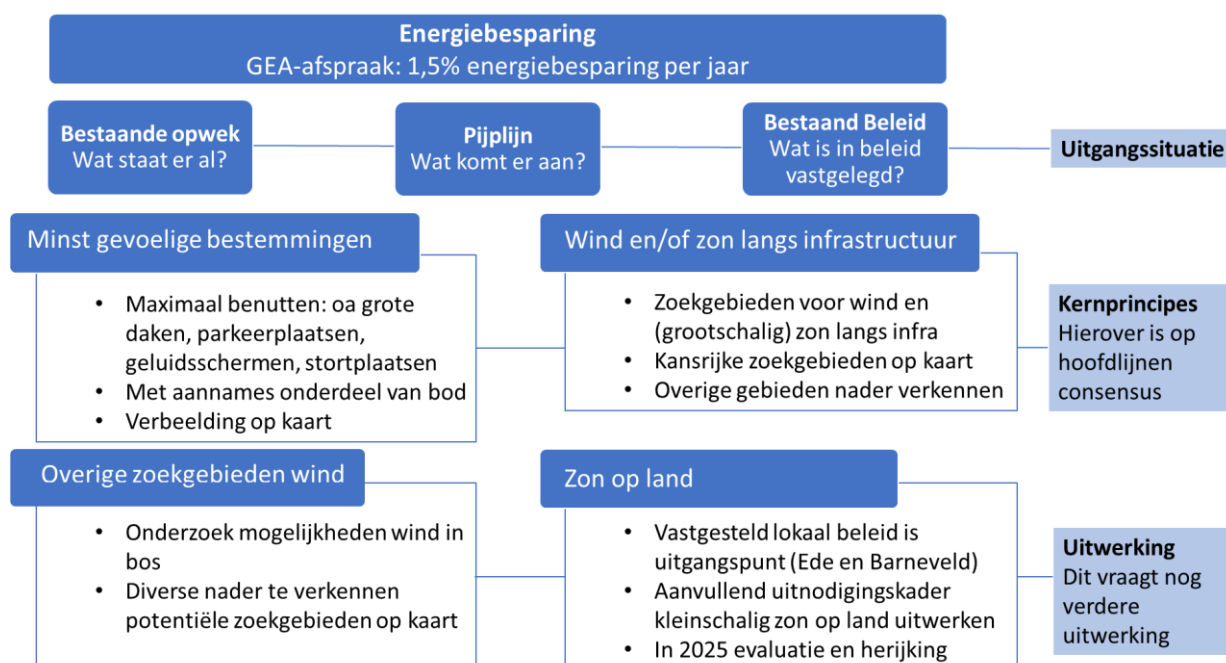 Energiebesparing
GEA-afspraak: 1,5% energiebesparing per jaar
Bestaande opwek
Wat staat er al?
Pijplijn
Wat komt er aan?
Bestaand Beleid
Wat is in beleid
vastgelegd?
Uitgangssituatie
Minst gevoelige bestemmingen
• Maximaal benutten: oa grote
daken, parkeerplaatsen,
geluidsschermen, stortplaatsen
• Met aannames onderdeel van bod
• Verbeelding op kaart
Wind en/of zon langs infrastructuur
• Zoekgebieden voor wind en
(grootschalig) zon langs infra
• Kansrijke zoekgebieden op kaart
• Overige gebieden nader verkennen
Kernprincipes
Hierover is op
hoofdlijnen
consensus
Overige zoekgebieden wind
• Onderzoek mogelijkheden wind in
bos
• Diverse nader te verkennen
potentiële zoekgebieden op kaart
Zon op land
• Vastgesteld lokaal beleid is
uitgangspunt (Ede en Barneveld)
• Aanvullend uitnodigingskader
kleinschalig zon op land uitwerken
• In 2025 evaluatie en herijking
Uitwerking
Dit vraagt nog
verdere
uitwerking